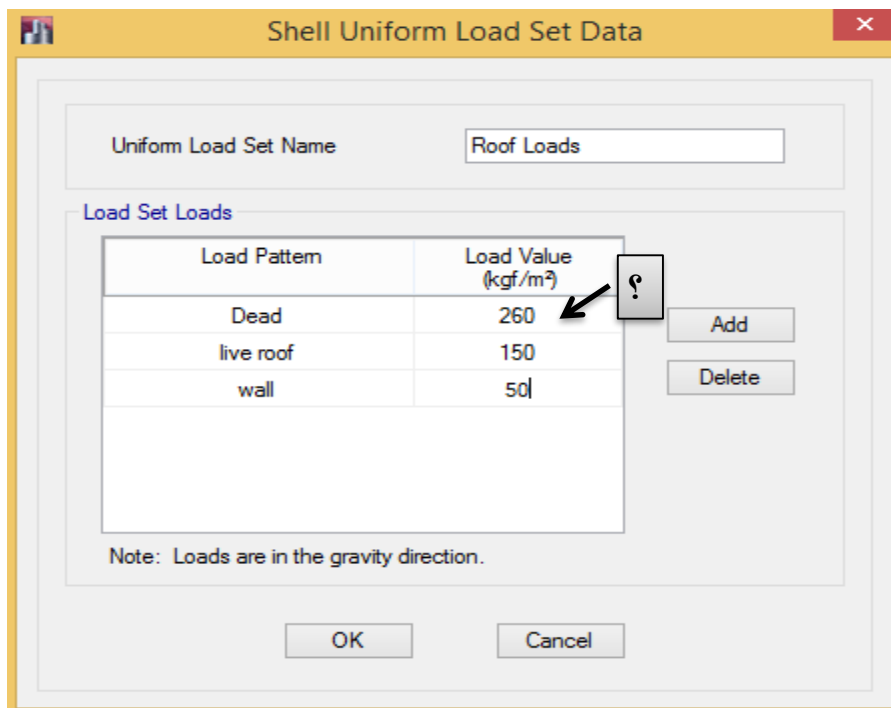 Shell Uniform Load Set Data
Uniform Load Set Name Roof Loads
Load Set Loads
Load Pattern Load Value (kgf/m²)
Dead 260
live roof 150
wall 50
؟
Add
Delete
Note: Loads are in the gravity direction.
OK Cancel